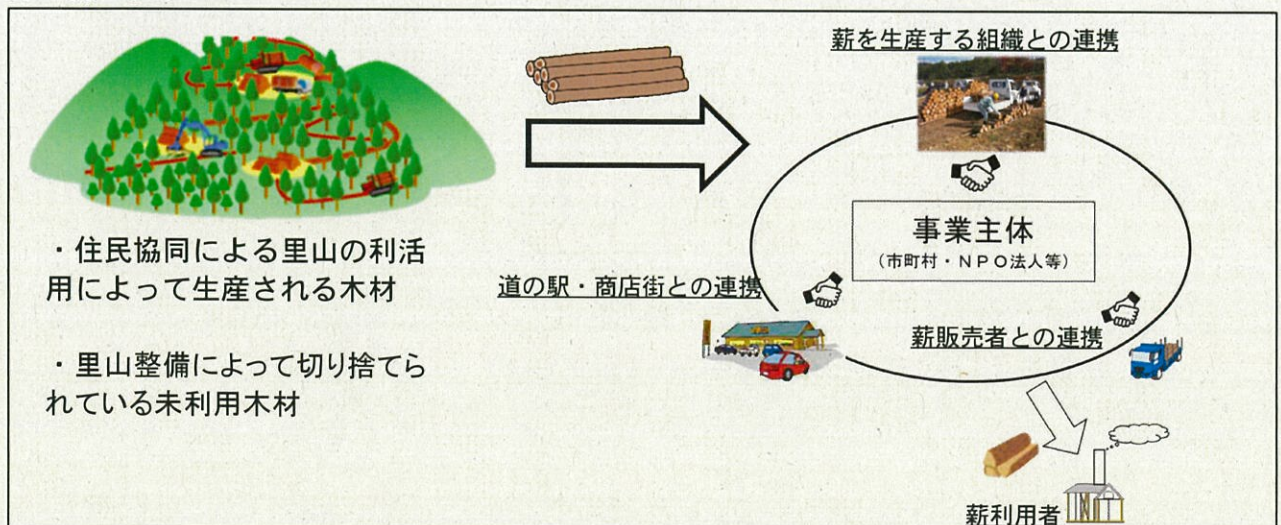 薪を生産する組織との連携
事業主体
（市町村・ＮＰＯ法人等）
・住民協同による里山の利活
用によって生産される木材
道の駅・商店街との連携
薪販売者との連携
・里山整備によって切り捨てら
れている未利用木材
薪利用者